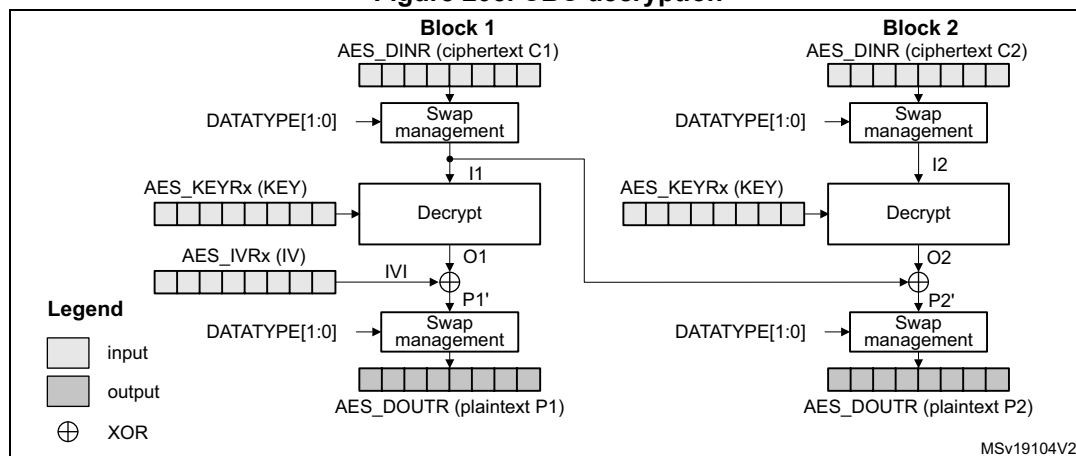 Block 1
Block 2
AES_DINR (ciphertext C1)
AES_DINR (ciphertext C2)
DATATYPE[1:0]
Swap
management
DATATYPE[1:0]
Swap
management
I1
I2
AES_KEYRx (KEY)
Decrypt
AES_KEYRx (KEY)
Decrypt
AES_IVRx (IV)
IVI
O1
O2
P1'
P2'
Legend
DATATYPE[1:0]
Swap
management
DATATYPE[1:0]
Swap
management
input
output
AES_DOUTR (plaintext P1)
AES_DOUTR (plaintext P2)
XOR
MSv19104V2